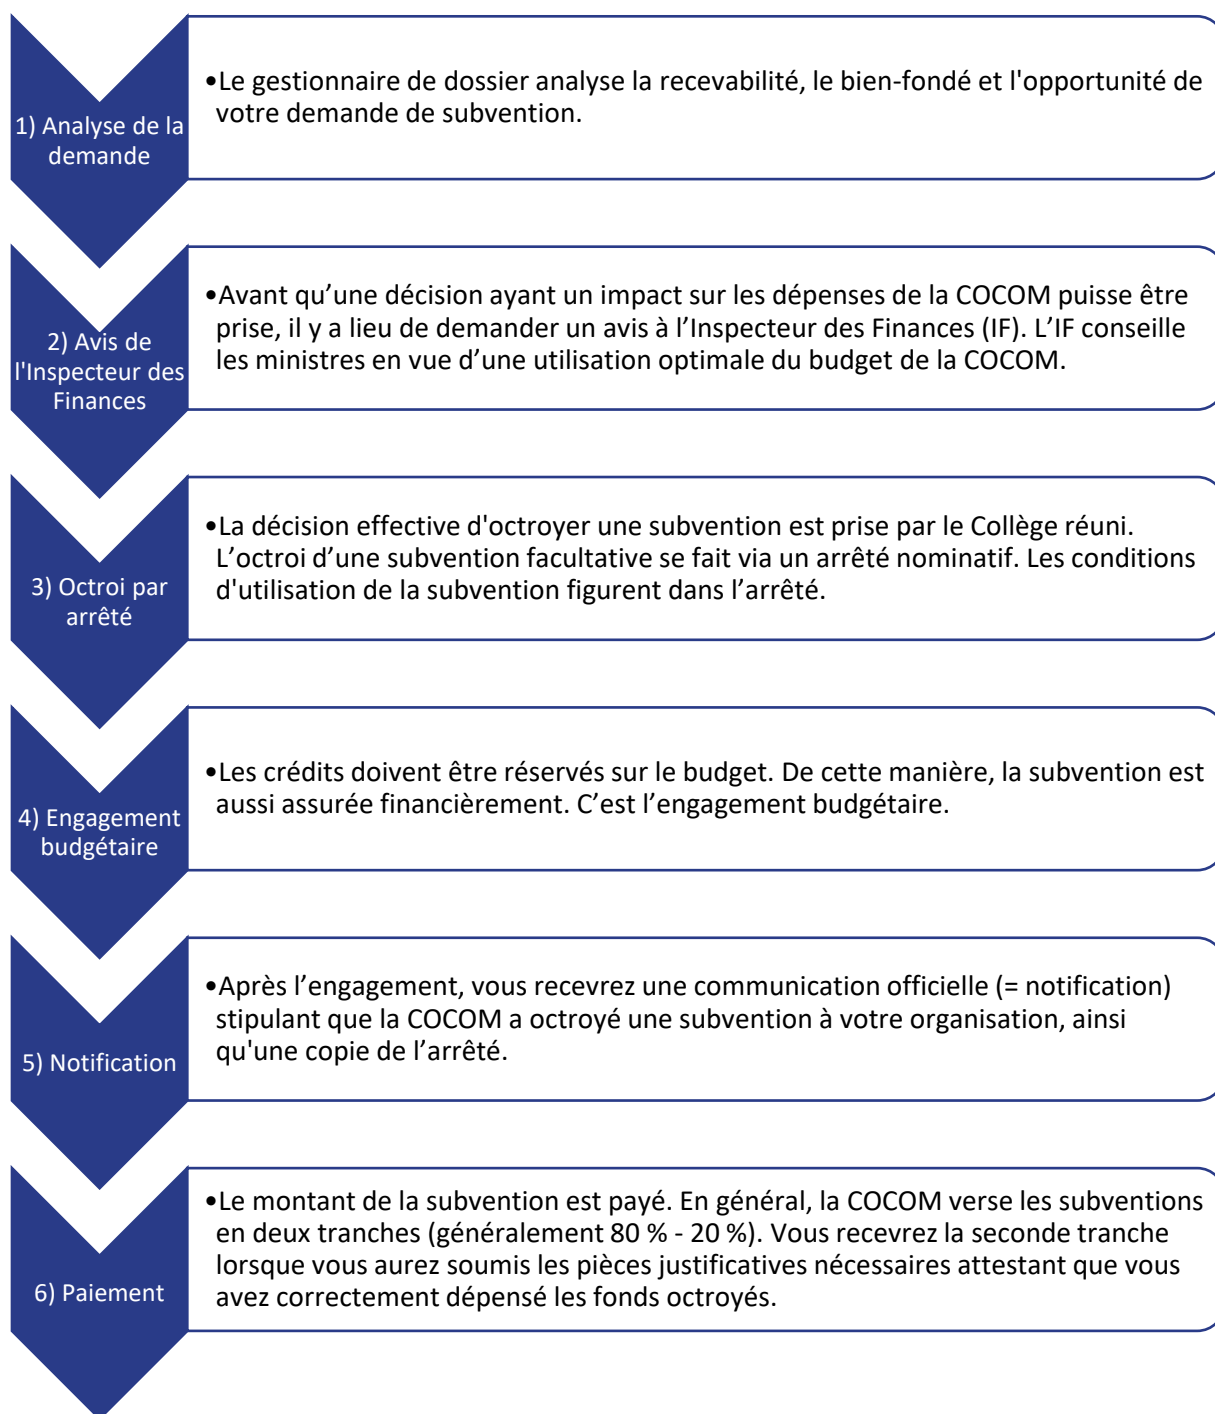 1) Analyse de la
demande
•Le gestionnaire de dossier analyse la recevabilité, le bien-fondé et l'opportunité de
votre demande de subvention.
2) Avis de
l'Inspecteur des
Finances
•Avant qu’une décision ayant un impact sur les dépenses de la COCOM puisse être
prise, il y a lieu de demander un avis à l’Inspecteur des Finances (IF). L’IF conseille
les ministres en vue d’une utilisation optimale du budget de la COCOM.
3) Octroi par
arrêté
•La décision effective d'octroyer une subvention est prise par le Collège réuni.
L’octroi d’une subvention facultative se fait via un arrêté nominatif. Les conditions
d'utilisation de la subvention figurent dans l’arrêté.
4) Engagement
budgétaire
•Les crédits doivent être réservés sur le budget. De cette manière, la subvention est
aussi assurée financièrement. C’est l’engagement budgétaire.
5) Notification
•Après l’engagement, vous recevrez une communication officielle (= notification)
stipulant que la COCOM a octroyé une subvention à votre organisation, ainsi
qu'une copie de l’arrêté.
6) Paiement
•Le montant de la subvention est payé. En général, la COCOM verse les subventions
en deux tranches (généralement 80 % - 20 %). Vous recevrez la seconde tranche
lorsque vous aurez soumis les pièces justificatives nécessaires attestant que vous
avez correctement dépensé les fonds octroyés.